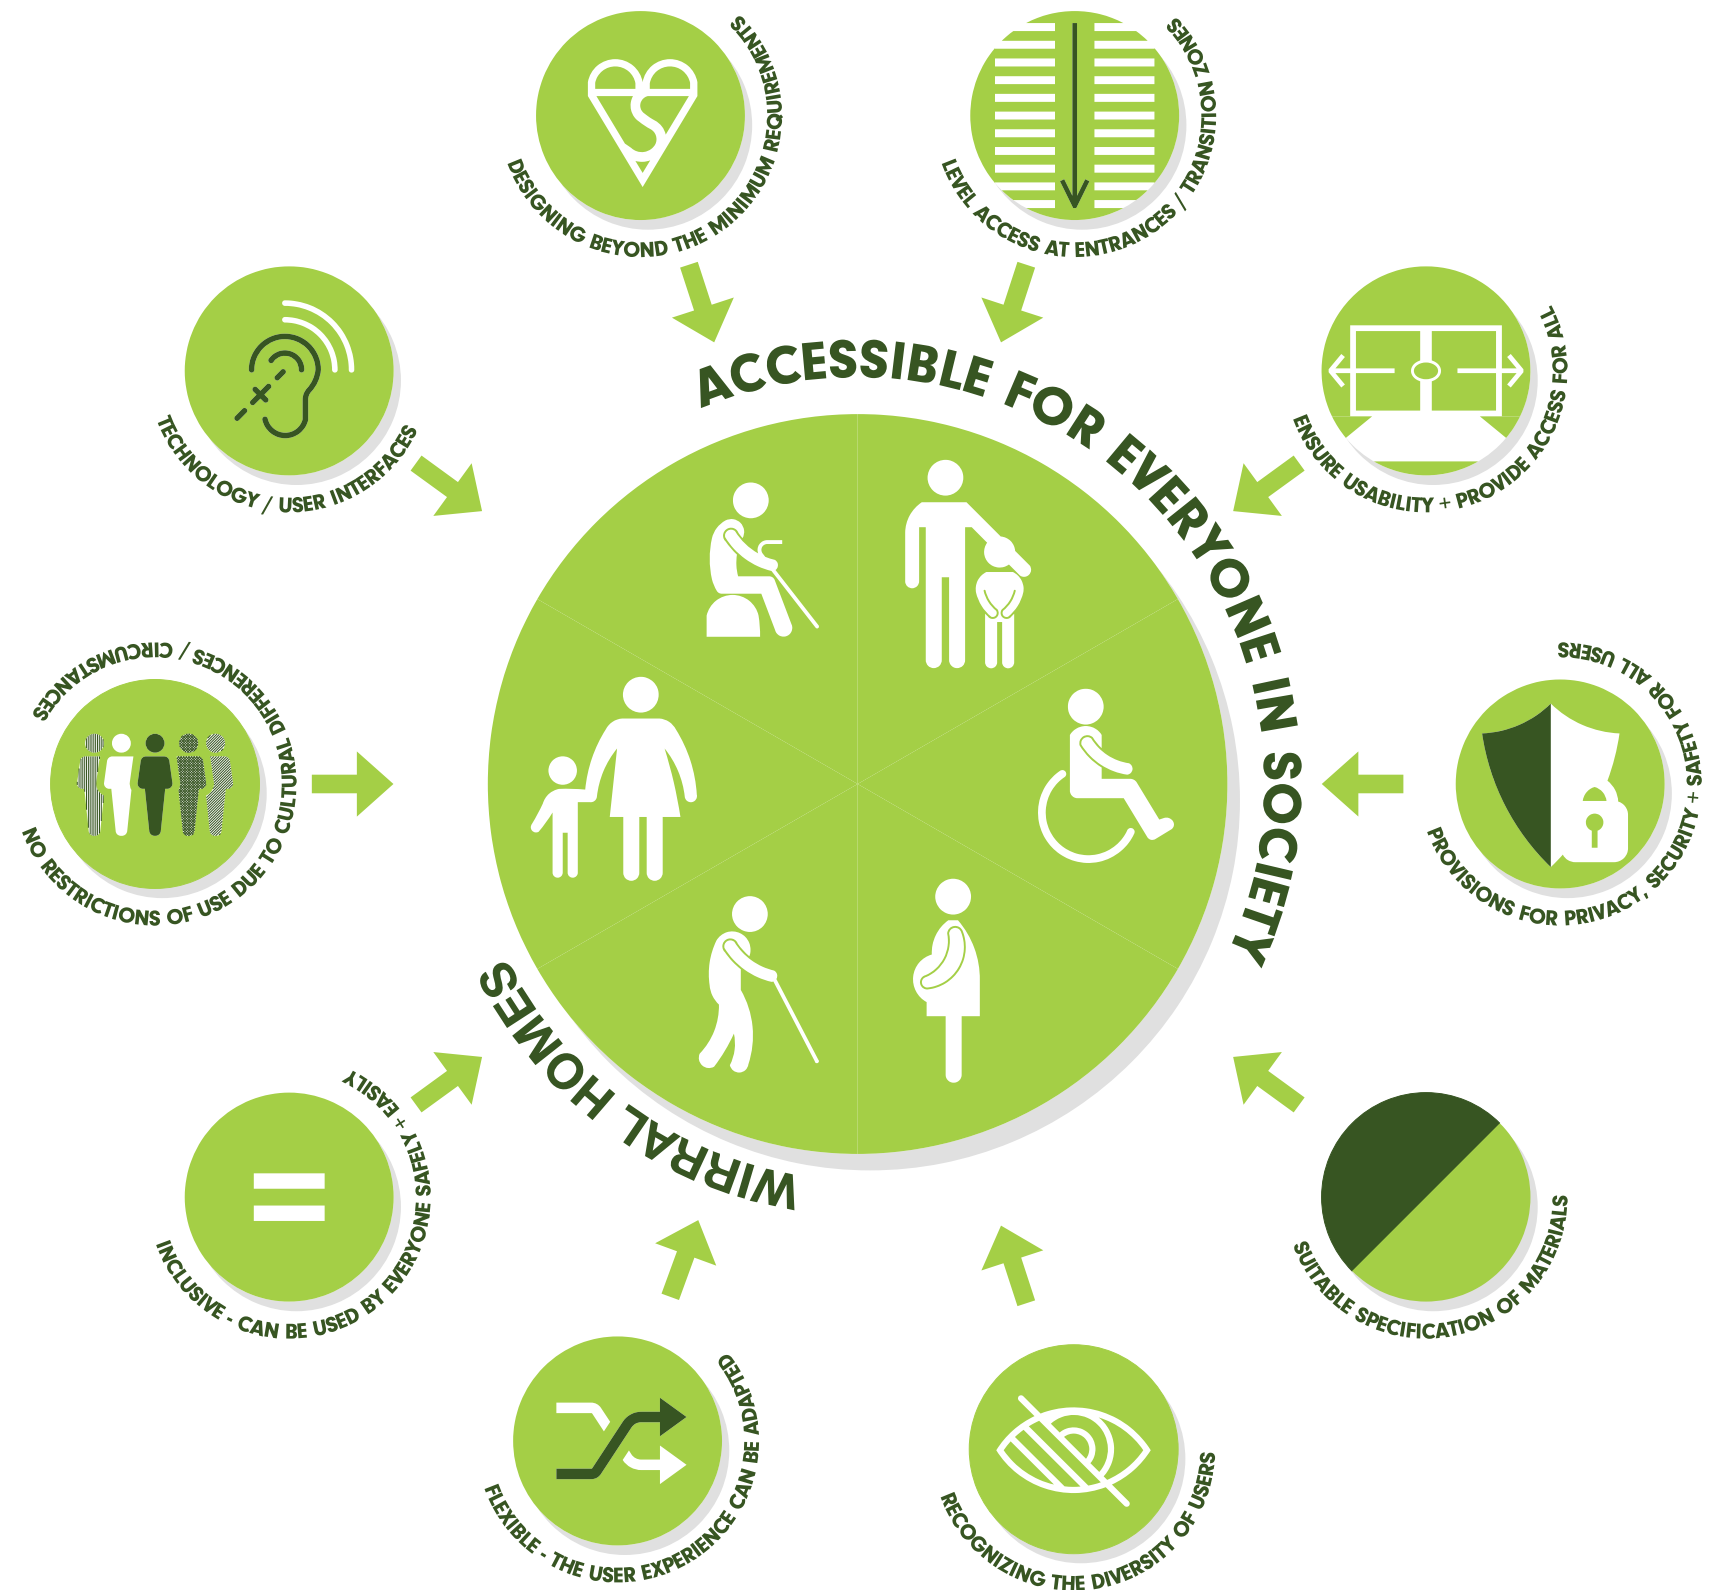 DESIGNING BEYOND THE MINIMUM REQUIREMENTS
LEVEL ACCESS AT ENTRANCES / TRANSITION ZONES
TECHNOLOGY / USER INTERFACES
ENSURE USABILITY + PROVIDE ACCESS FOR ALL
ACCESSIBLE FOR EVERYONE IN SOCIETY
NO RESTRICTIONS OF USE DUE TO CULTURAL DIFFERENCES / CIRCUMSTANCES
PROVISIONS FOR PRIVACY, SECURITY + SAFETY FOR ALL USERS
WIRRAL HOMES
INCLUSIVE - CAN BE USED BY EVERYONE SAFELY + EASILY
SUITABLE SPECIFICATION OF MATERIALS
FLEXIBLE - THE USER EXPERIENCE CAN BE ADAPTED
RECOGNIZING THE DIVERSITY OF USERS